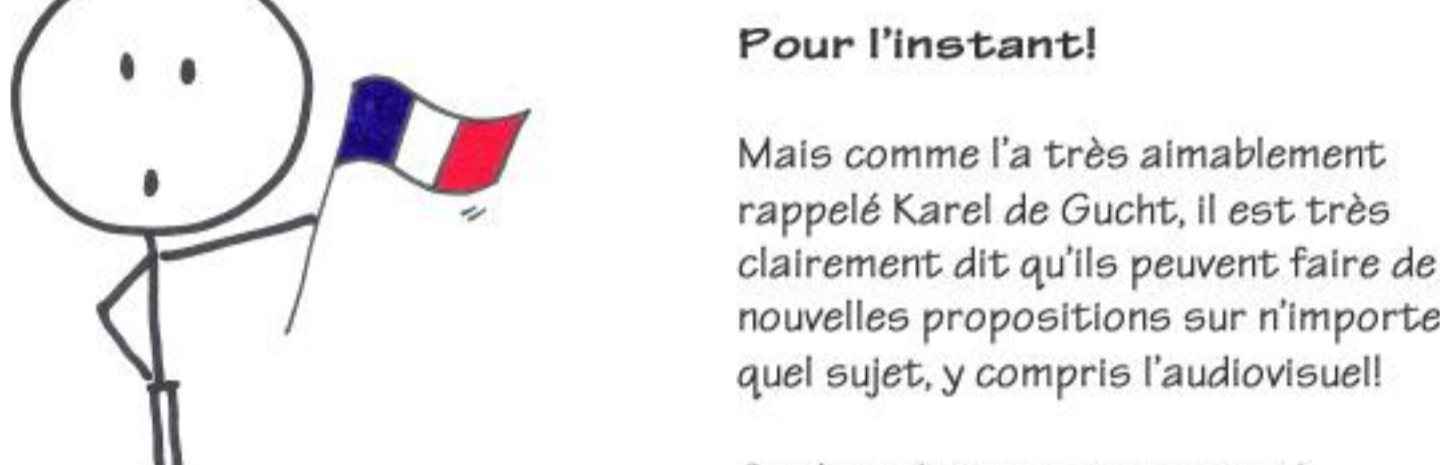 Pour l'instant!
Mais comme l'a très aimablement
rappelé Karel de Gucht, il est très
clairement dit qu'ils peuvent faire de
nouvelles propositions sur n'importe
quel sujet, y compris l'audiovisuel!